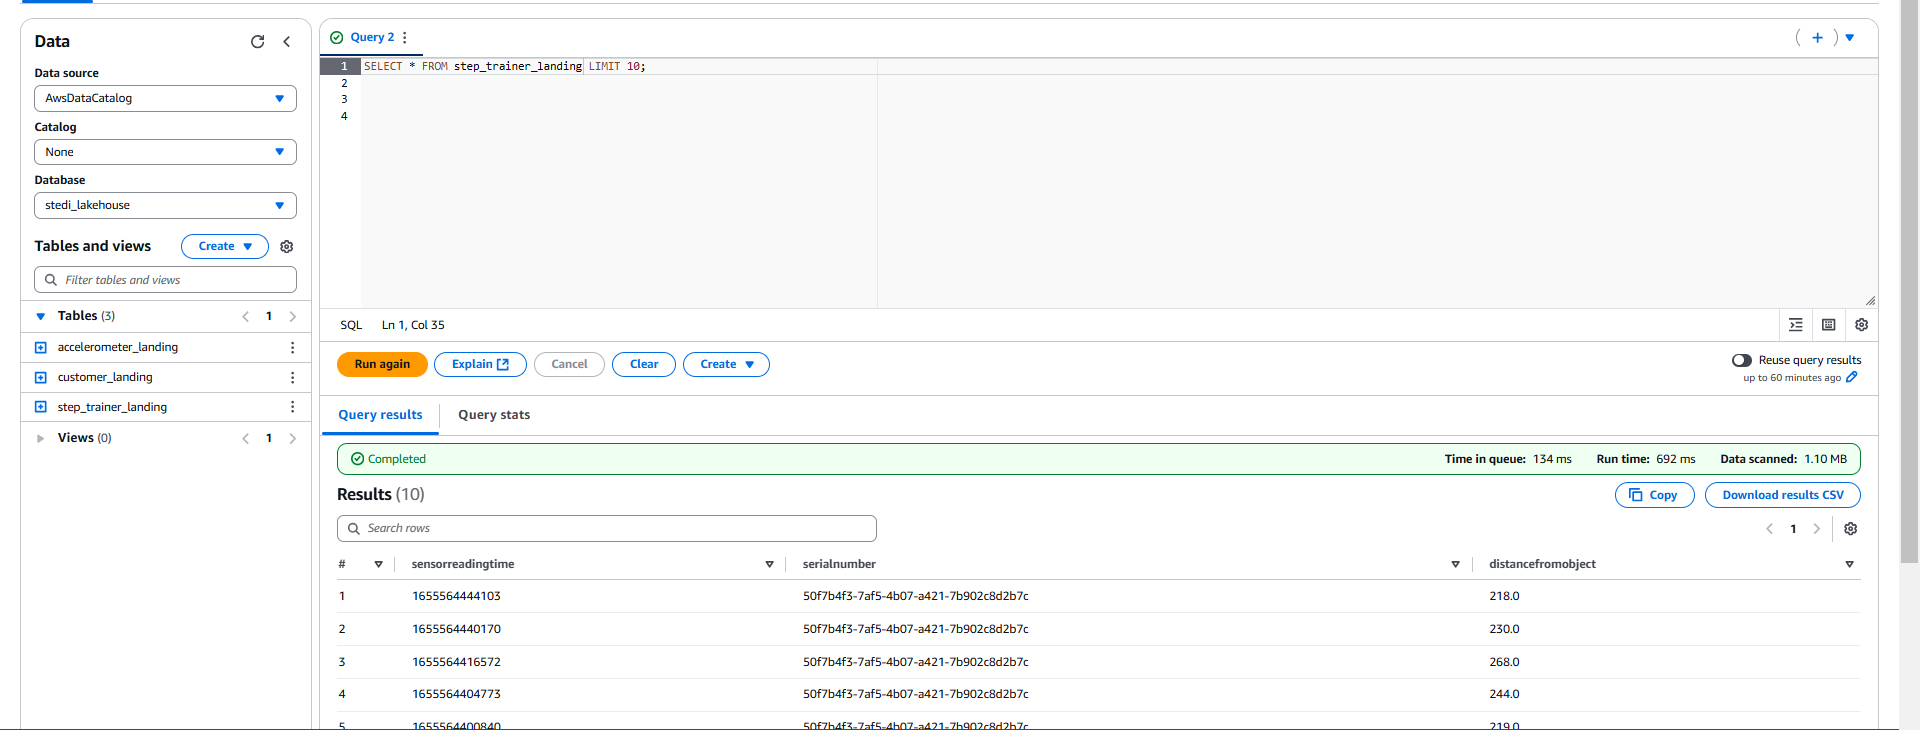 Data
Data source
AwsDataCatalog
Catalog
None
Database
stedi_lakehouse
Tables and views
Create
Filter tables and views
Tables (3)
1
accelerometer_landing
customer_landing
step_trainer_landing
Views (0)
1
Query 2
1 SELECT * FROM step_trainer_landing LIMIT 10;
2
3
4
SQL Ln 1, Col 35
Run again Explain Cancel Clear Create
Reuse query results
up to 60 minutes ago
Query results Query stats
Completed Time in queue: 134 ms Run time: 692 ms Data scanned: 1.10 MB
Results (10) Copy Download results CSV
Search rows 1
# sensorreadingtime serialnumber distancefromobject
1 1655564444103 50f7b4f3-7af5-4b07-a421-7b902c8d2b7c 218.0
2 1655564440170 50f7b4f3-7af5-4b07-a421-7b902c8d2b7c 230.0
3 1655564416572 50f7b4f3-7af5-4b07-a421-7b902c8d2b7c 268.0
4 1655564404773 50f7b4f3-7af5-4b07-a421-7b902c8d2b7c 244.0
5 1655564400840 50f7b4f3-7af5-4b07-a421-7b902c8d2b7c 219.0